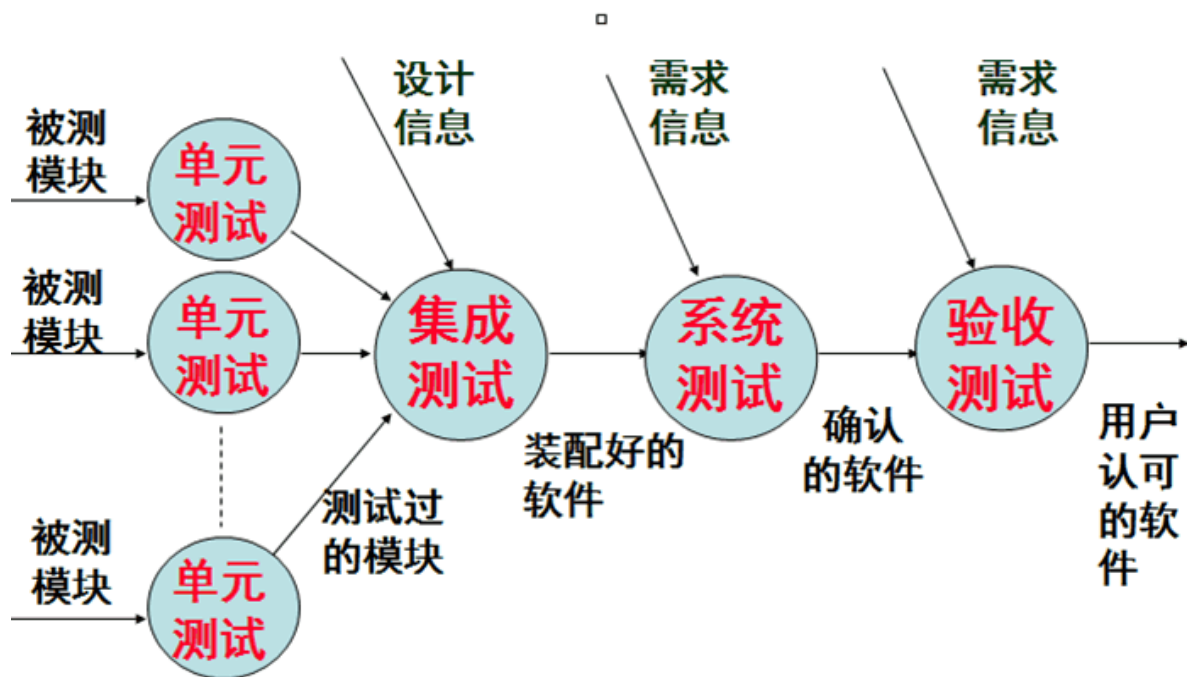 设计
信息
需求
信息
需求
信息
被测
模块
单元
测试
被测
模块
单元
测试
集成
测试
系统
测试
验收
测试
装配好的
软件
确认
的软件
用户
认可
的软
件
测试过
的模块
被测
模块
单元
测试